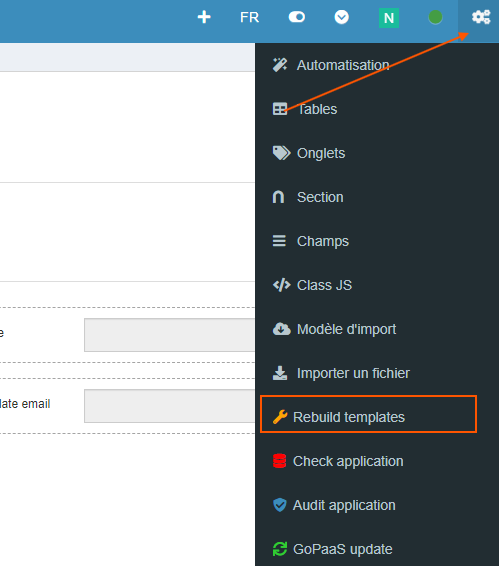 FR
N
Automatisation
Tables
Onglets
Section
Champs
Class JS
Modèle d'import
Importer un fichier
e
Rebuild templates
late email
Check application
Audit application
GoPaaS update